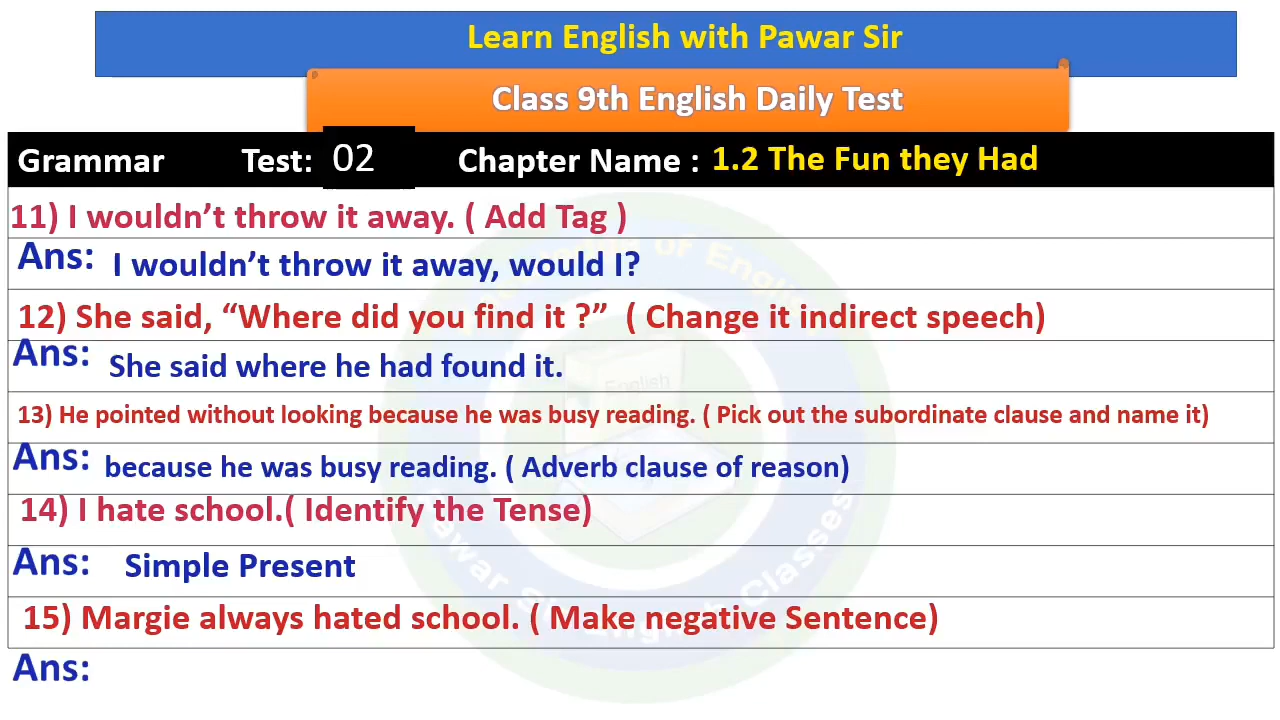 Learn English with Pawar Sir
Class 9th English Daily Test
Grammar Test: 02 Chapter Name : 1.2 The Fun they Had
11) I wouldn’t throw it away. ( Add Tag )
Ans: I wouldn’t throw it away, would I?
12) She said, “Where did you find it ?” ( Change it indirect speech)
Ans: She said where he had found it.
13) He pointed without looking because he was busy reading. ( Pick out the subordinate clause and name it)
Ans: because he was busy reading. ( Adverb clause of reason)
14) I hate school.( Identify the Tense)
Ans: Simple Present
15) Margie always hated school. ( Make negative Sentence)
Ans:
English